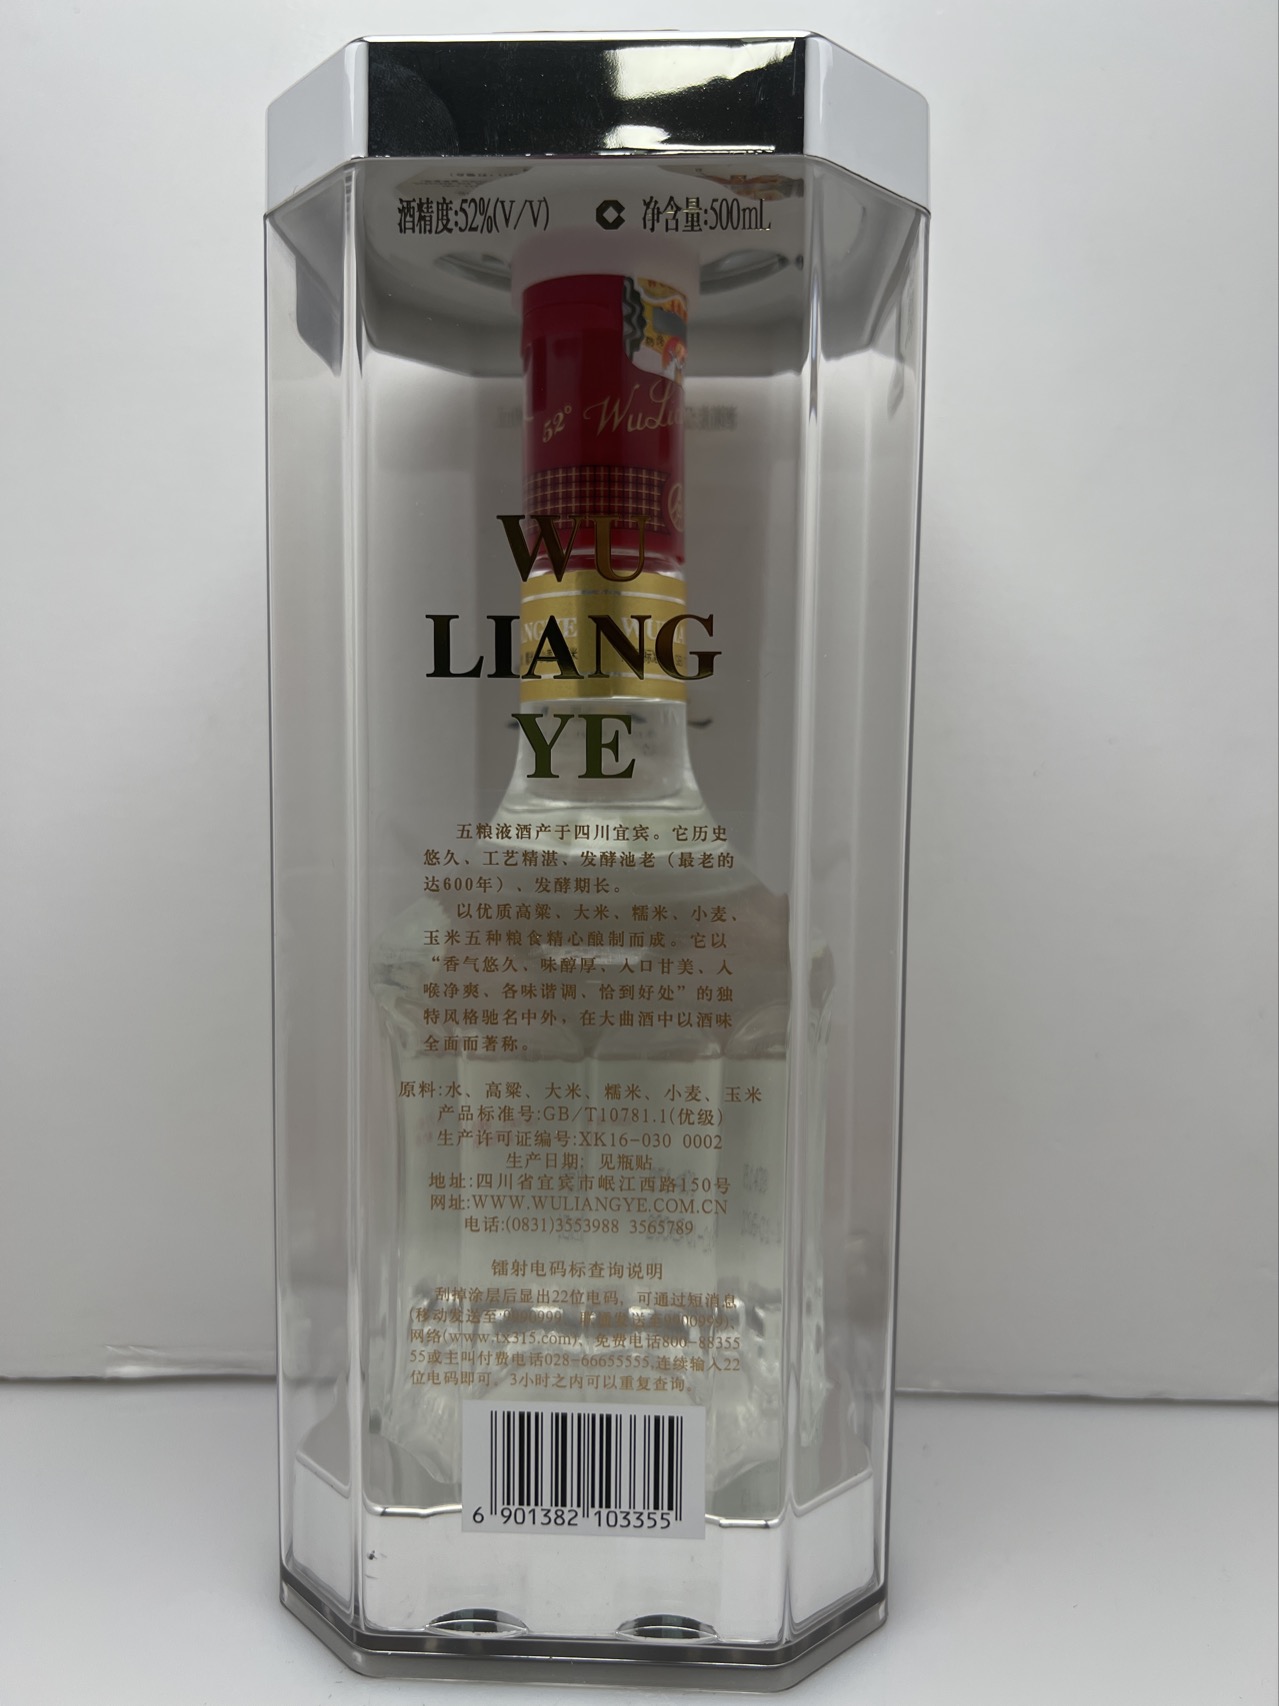 酒精度:52%(V/V) 净含量:500mL
52° WuLi
WU
LIANG
YE
五粮液酒产于四川宜宾。它历史
悠久、工艺精湛、发酵池老（最老的
达600年）、发酵期长。
以优质高粱、大米、糯米、小麦、
玉米五种粮食精心酿制而成。它以
“香气悠久、味醇厚、入口甘美、入
喉净爽、各味谐调、恰到好处”的独
特风格驰名中外，在大曲酒中以酒味
全面而著称。
原料:水、高粱、大米、糯米、小麦、玉米
产品标准号:GB/T10781.1(优级)
生产许可证编号:XK16-030 0002
生产日期: 见瓶贴
地址:四川省宜宾市岷江西路150号
网址:WWW.WULIANGYE.COM.CN
电话:(0831)3553988 3565789
镭射电码标查询说明
刮掉涂层后显出22位电码，可通过短消息
(移动发送至 发送至
网络(www.tx315.com)、免费电话800-88355
55或主叫付费电话028-66655555,连续输入22
位电码即可。3小时之内可以重复查询。
6 901382 103355